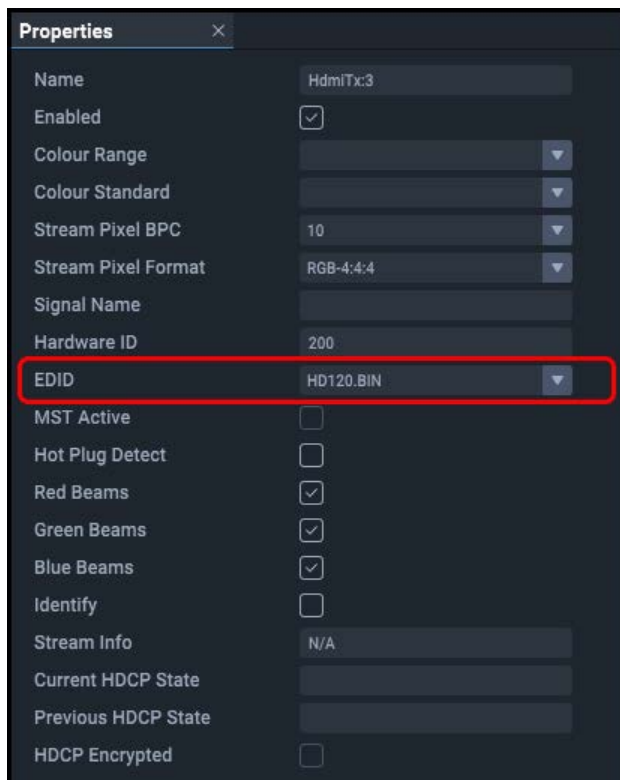 Properties ×
Name HdmiTx:3
Enabled
Colour Range
Colour Standard
Stream Pixel BPC 10
Stream Pixel Format RGB-4:4:4
Signal Name
Hardware ID 200
EDID HD120.BIN
MST Active
Hot Plug Detect
Red Beams
Green Beams
Blue Beams
Identify
Stream Info N/A
Current HDCP State
Previous HDCP State
HDCP Encrypted